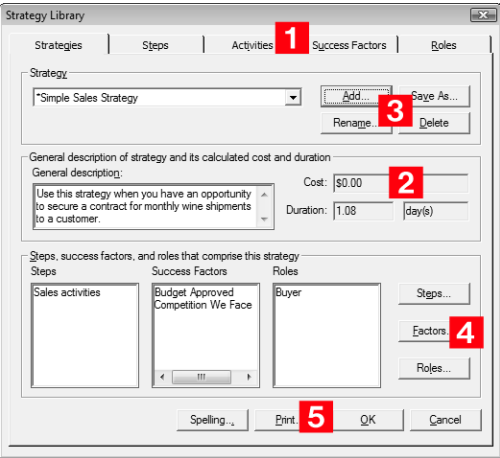 Strategy Library
Strategies Steps Activities 1 Success Factors Roles
Strategy
*Simple Sales Strategy
Add... Save As...
3
Rename... Delete
General description of strategy and its calculated cost and duration
General description:
Use this strategy when you have an opportunity
to secure a contract for monthly wine shipments
to a customer.
Cost: $0.00 2
Duration: 1.08 day(s)
Steps, success factors, and roles that comprise this strategy
Steps Success Factors Roles
Sales activities
Budget Approved
Competition We Face
Buyer
Steps...
Factors. 4
Roles...
Spelling... Print. 5 OK Cancel